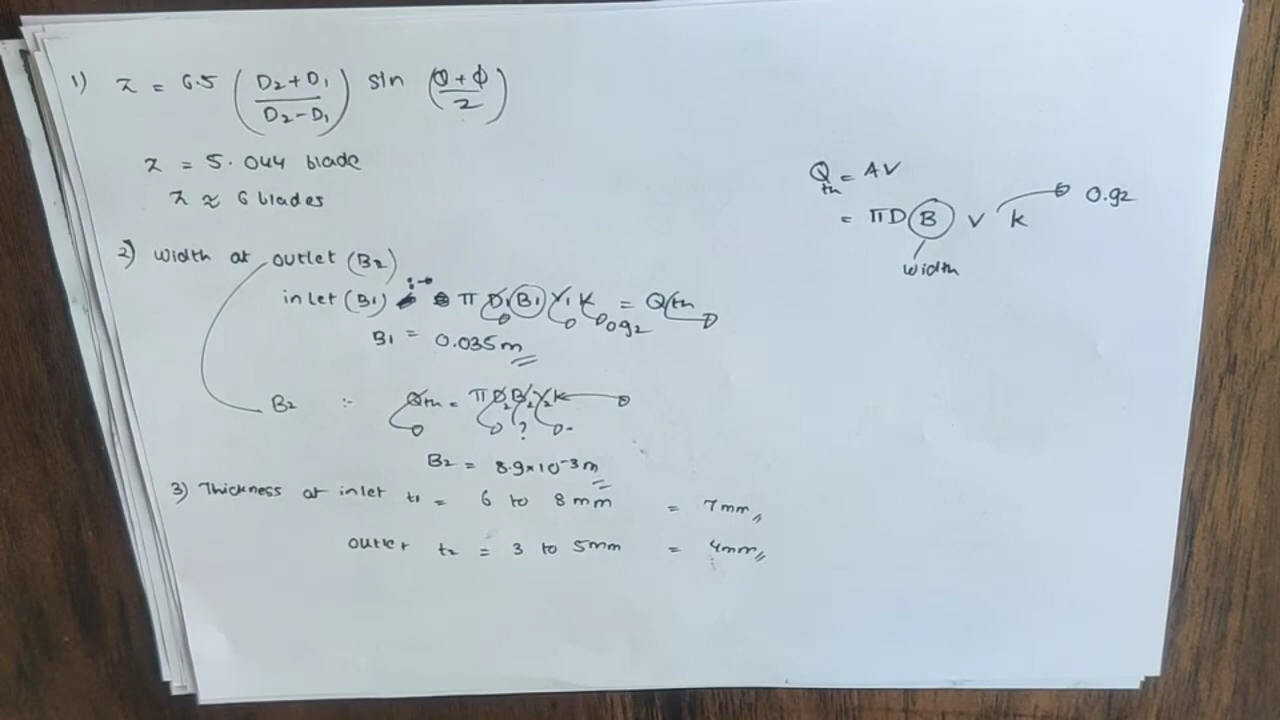 1) z = 6.5 (D2+D1 / D2-D1) sin (θ+ϕ / 2)
z = 5.044 blade
z ≈ 6 blades
Qth = AV
= πD(B) V K → 0.92
width
2) width at outlet (B2)
inlet (B1) :→ π D1 B1 V1 K = Qth
0.92
B1 = 0.035m
B2 :- Qth = π D2 B2 V2 K
?
B2 = 8.9×10-3m
3) Thickness at inlet t1 = 6 to 8mm = 7mm
outlet t2 = 3 to 5mm = 4mm